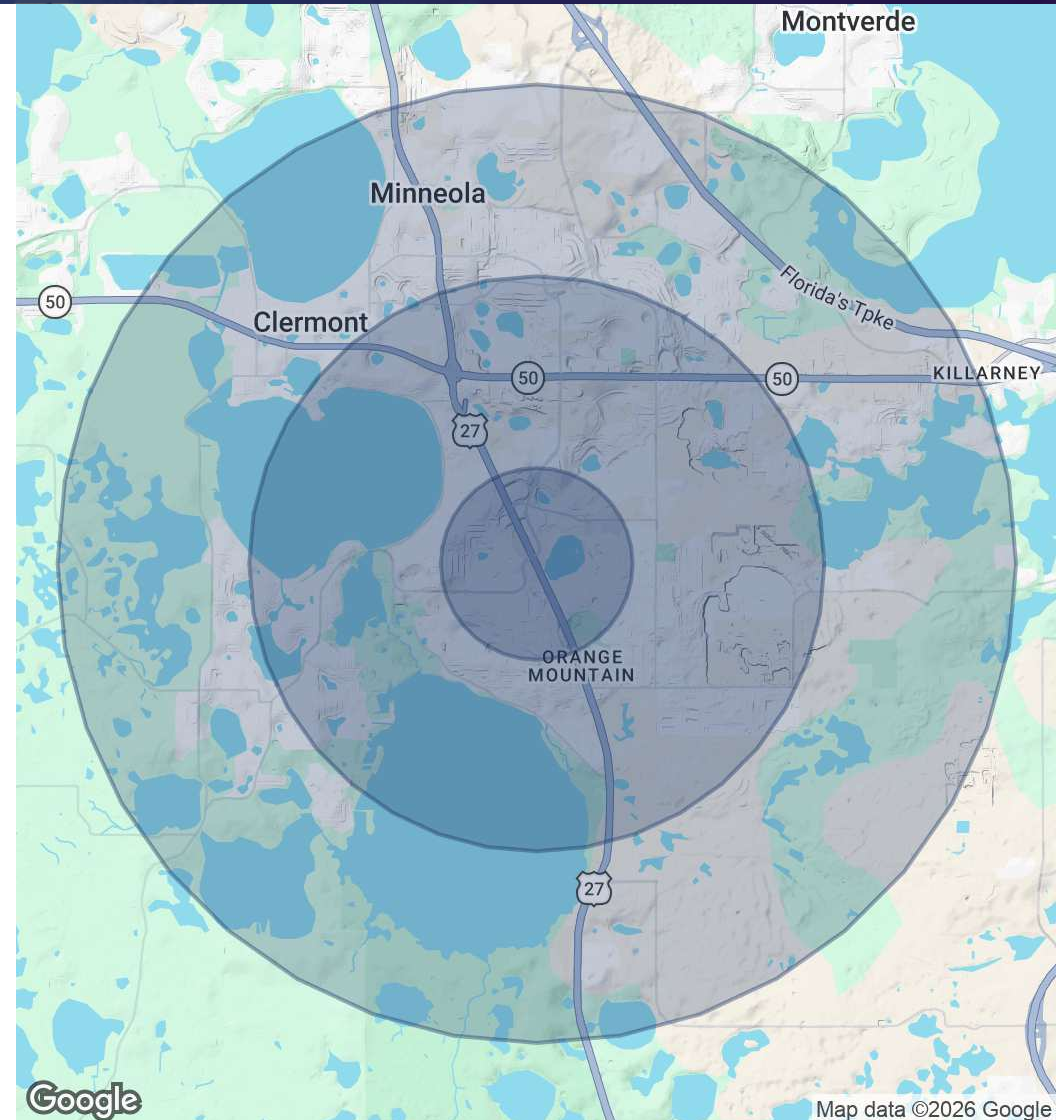 Montverde
Minneola
Florida's Tpke
50
Clermont
50
50
KILLARNEY
27
ORANGE
MOUNTAIN
27
Google
Map data ©2026 Google